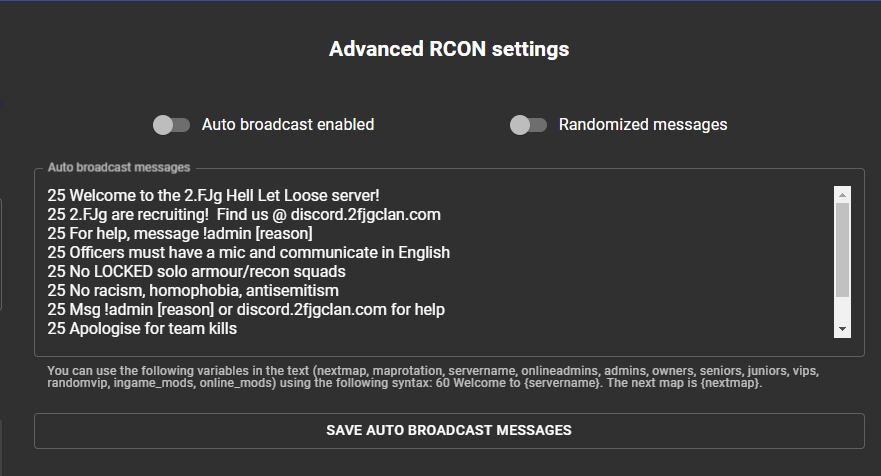 Advanced RCON settings
Auto broadcast enabled
Randomized messages
Auto broadcast messages
25 Welcome to the 2.FJg Hell Let Loose server!
25 2.FJg are recruiting!  Find us @ discord.2fjgclan.com
25 For help, message !admin [reason]
25 Officers must have a mic and communicate in English
25 No LOCKED solo armour/recon squads
25 No racism, homophobia, antisemitism
25 Msg !admin [reason] or discord.2fjgclan.com for help
25 Apologise for team kills
You can use the following variables in the text (nextmap, maprotation, servername, onlineadmins, admins, owners, seniors, juniors, vips,
randomvip, ingame_mods, online_mods) using the following syntax: 60 Welcome to {servername}. The next map is {nextmap}.
SAVE AUTO BROADCAST MESSAGES